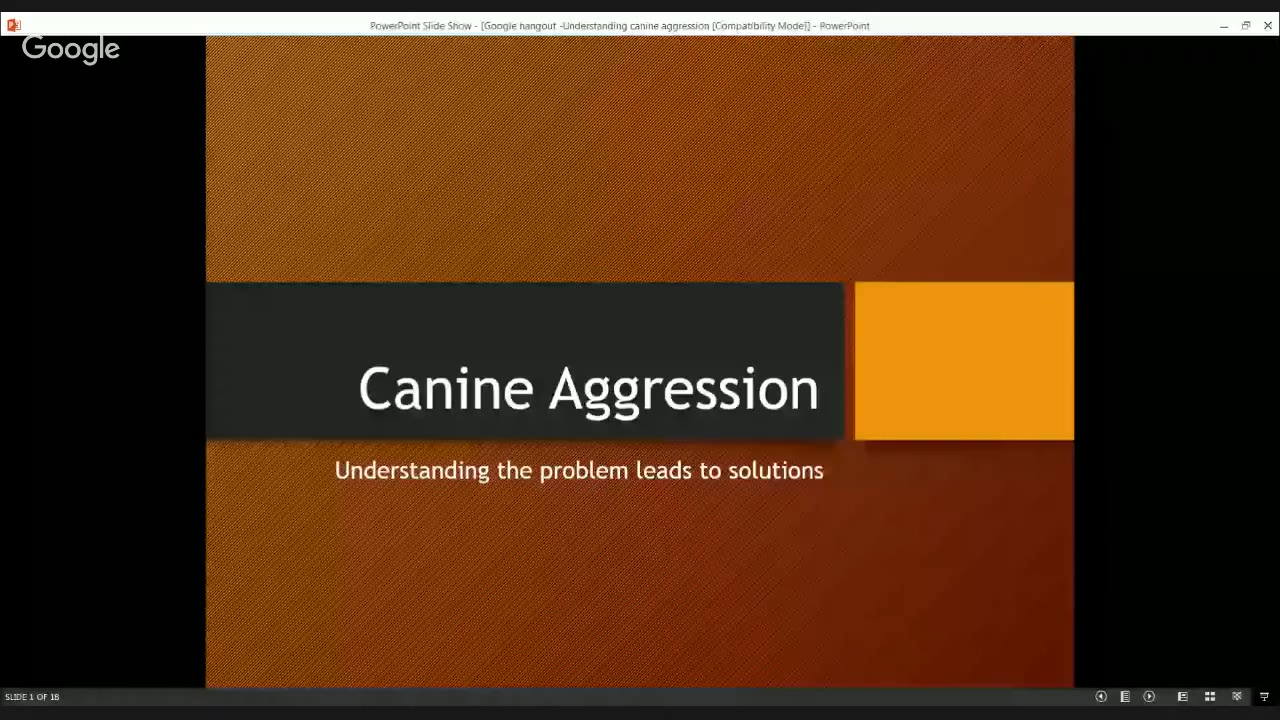 PowerPoint Slide Show - [Google hangout -Understanding canine aggression [Compatibility Mode]] - PowerPoint
Google
Canine Aggression
Understanding the problem leads to solutions
SLIDE 1 OF 18